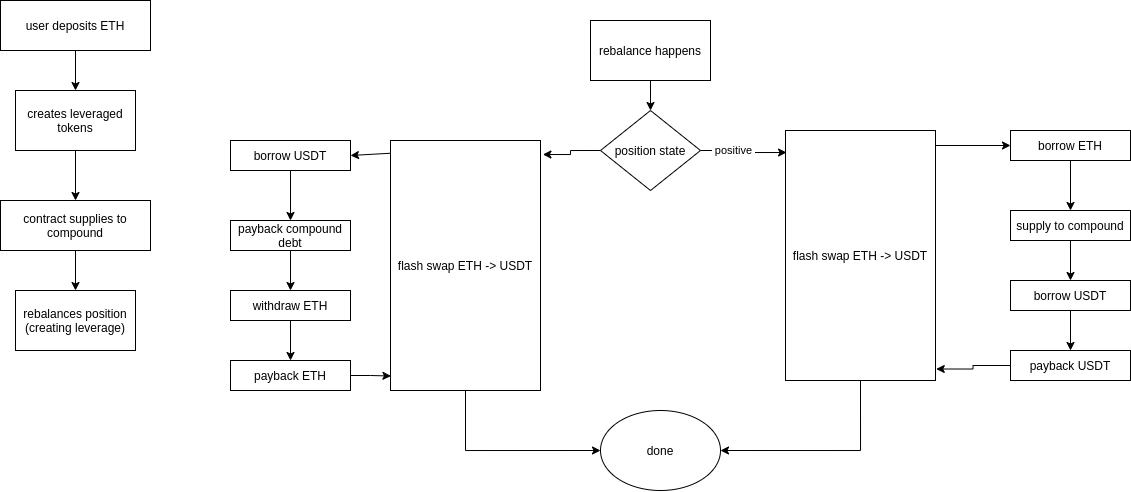 user deposits ETH
creates leveraged
tokens
contract supplies to
compound
rebalances position
(creating leverage)
rebalance happens
position state
positive
borrow USDT
payback compound
debt
withdraw ETH
payback ETH
flash swap ETH -> USDT
flash swap ETH -> USDT
borrow ETH
supply to compound
borrow USDT
payback USDT
done